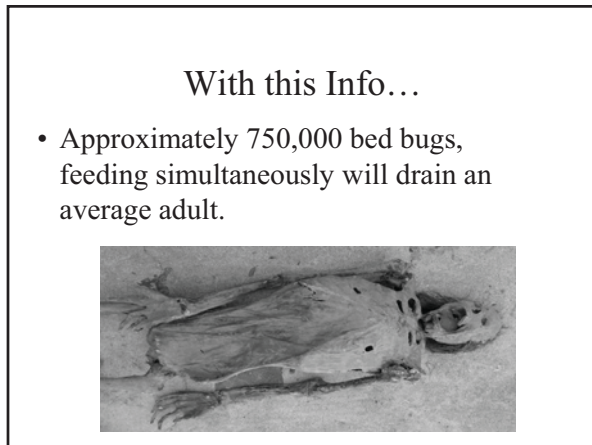 With this Info…
• Approximately 750,000 bed bugs,
feeding simultaneously will drain an
average adult.